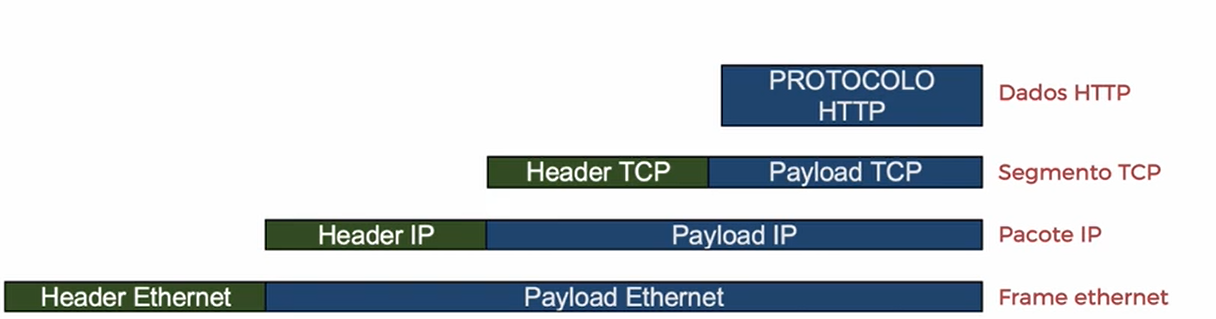 PROTOCOLO
HTTP
Dados HTTP
Header TCP
Payload TCP
Segmento TCP
Header IP
Payload IP
Pacote IP
Header Ethernet
Payload Ethernet
Frame ethernet